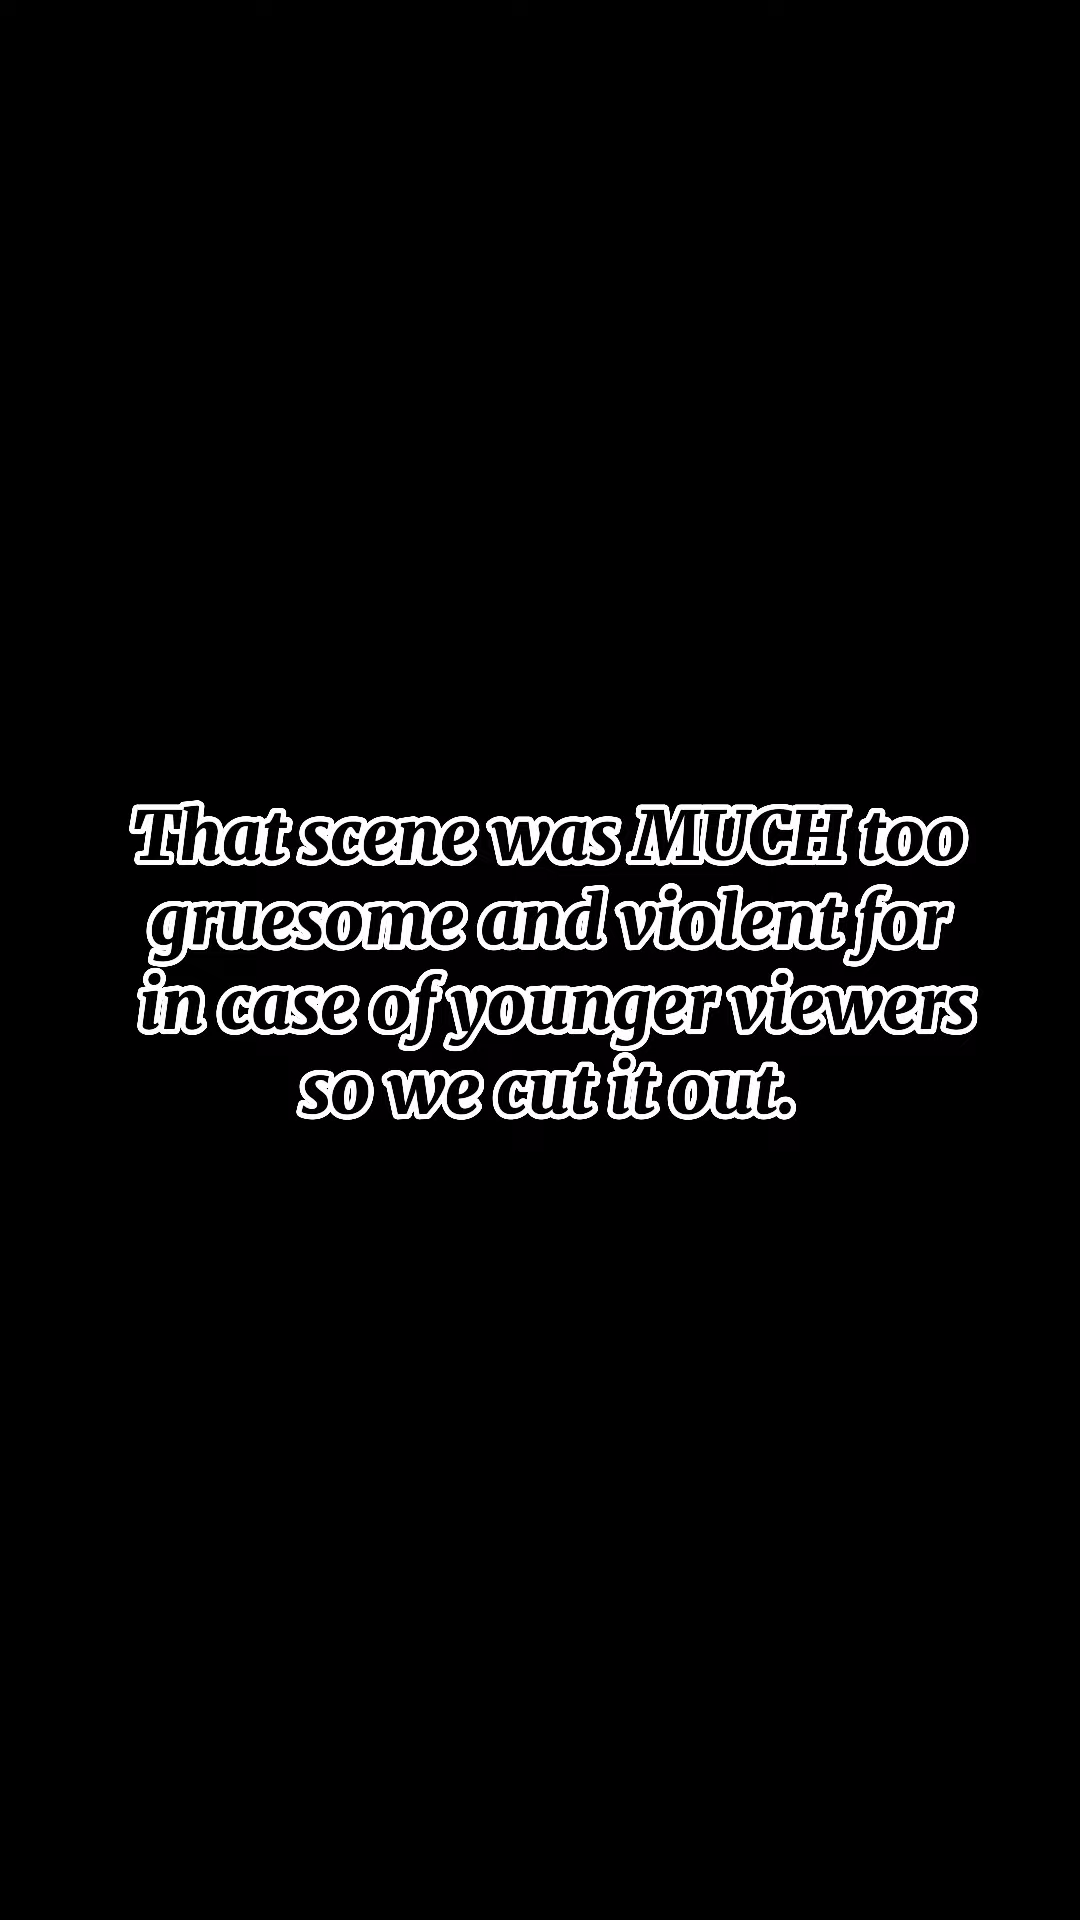 That scene was MUCH too
gruesome and violent for
in case of younger viewers
so we cut it out.